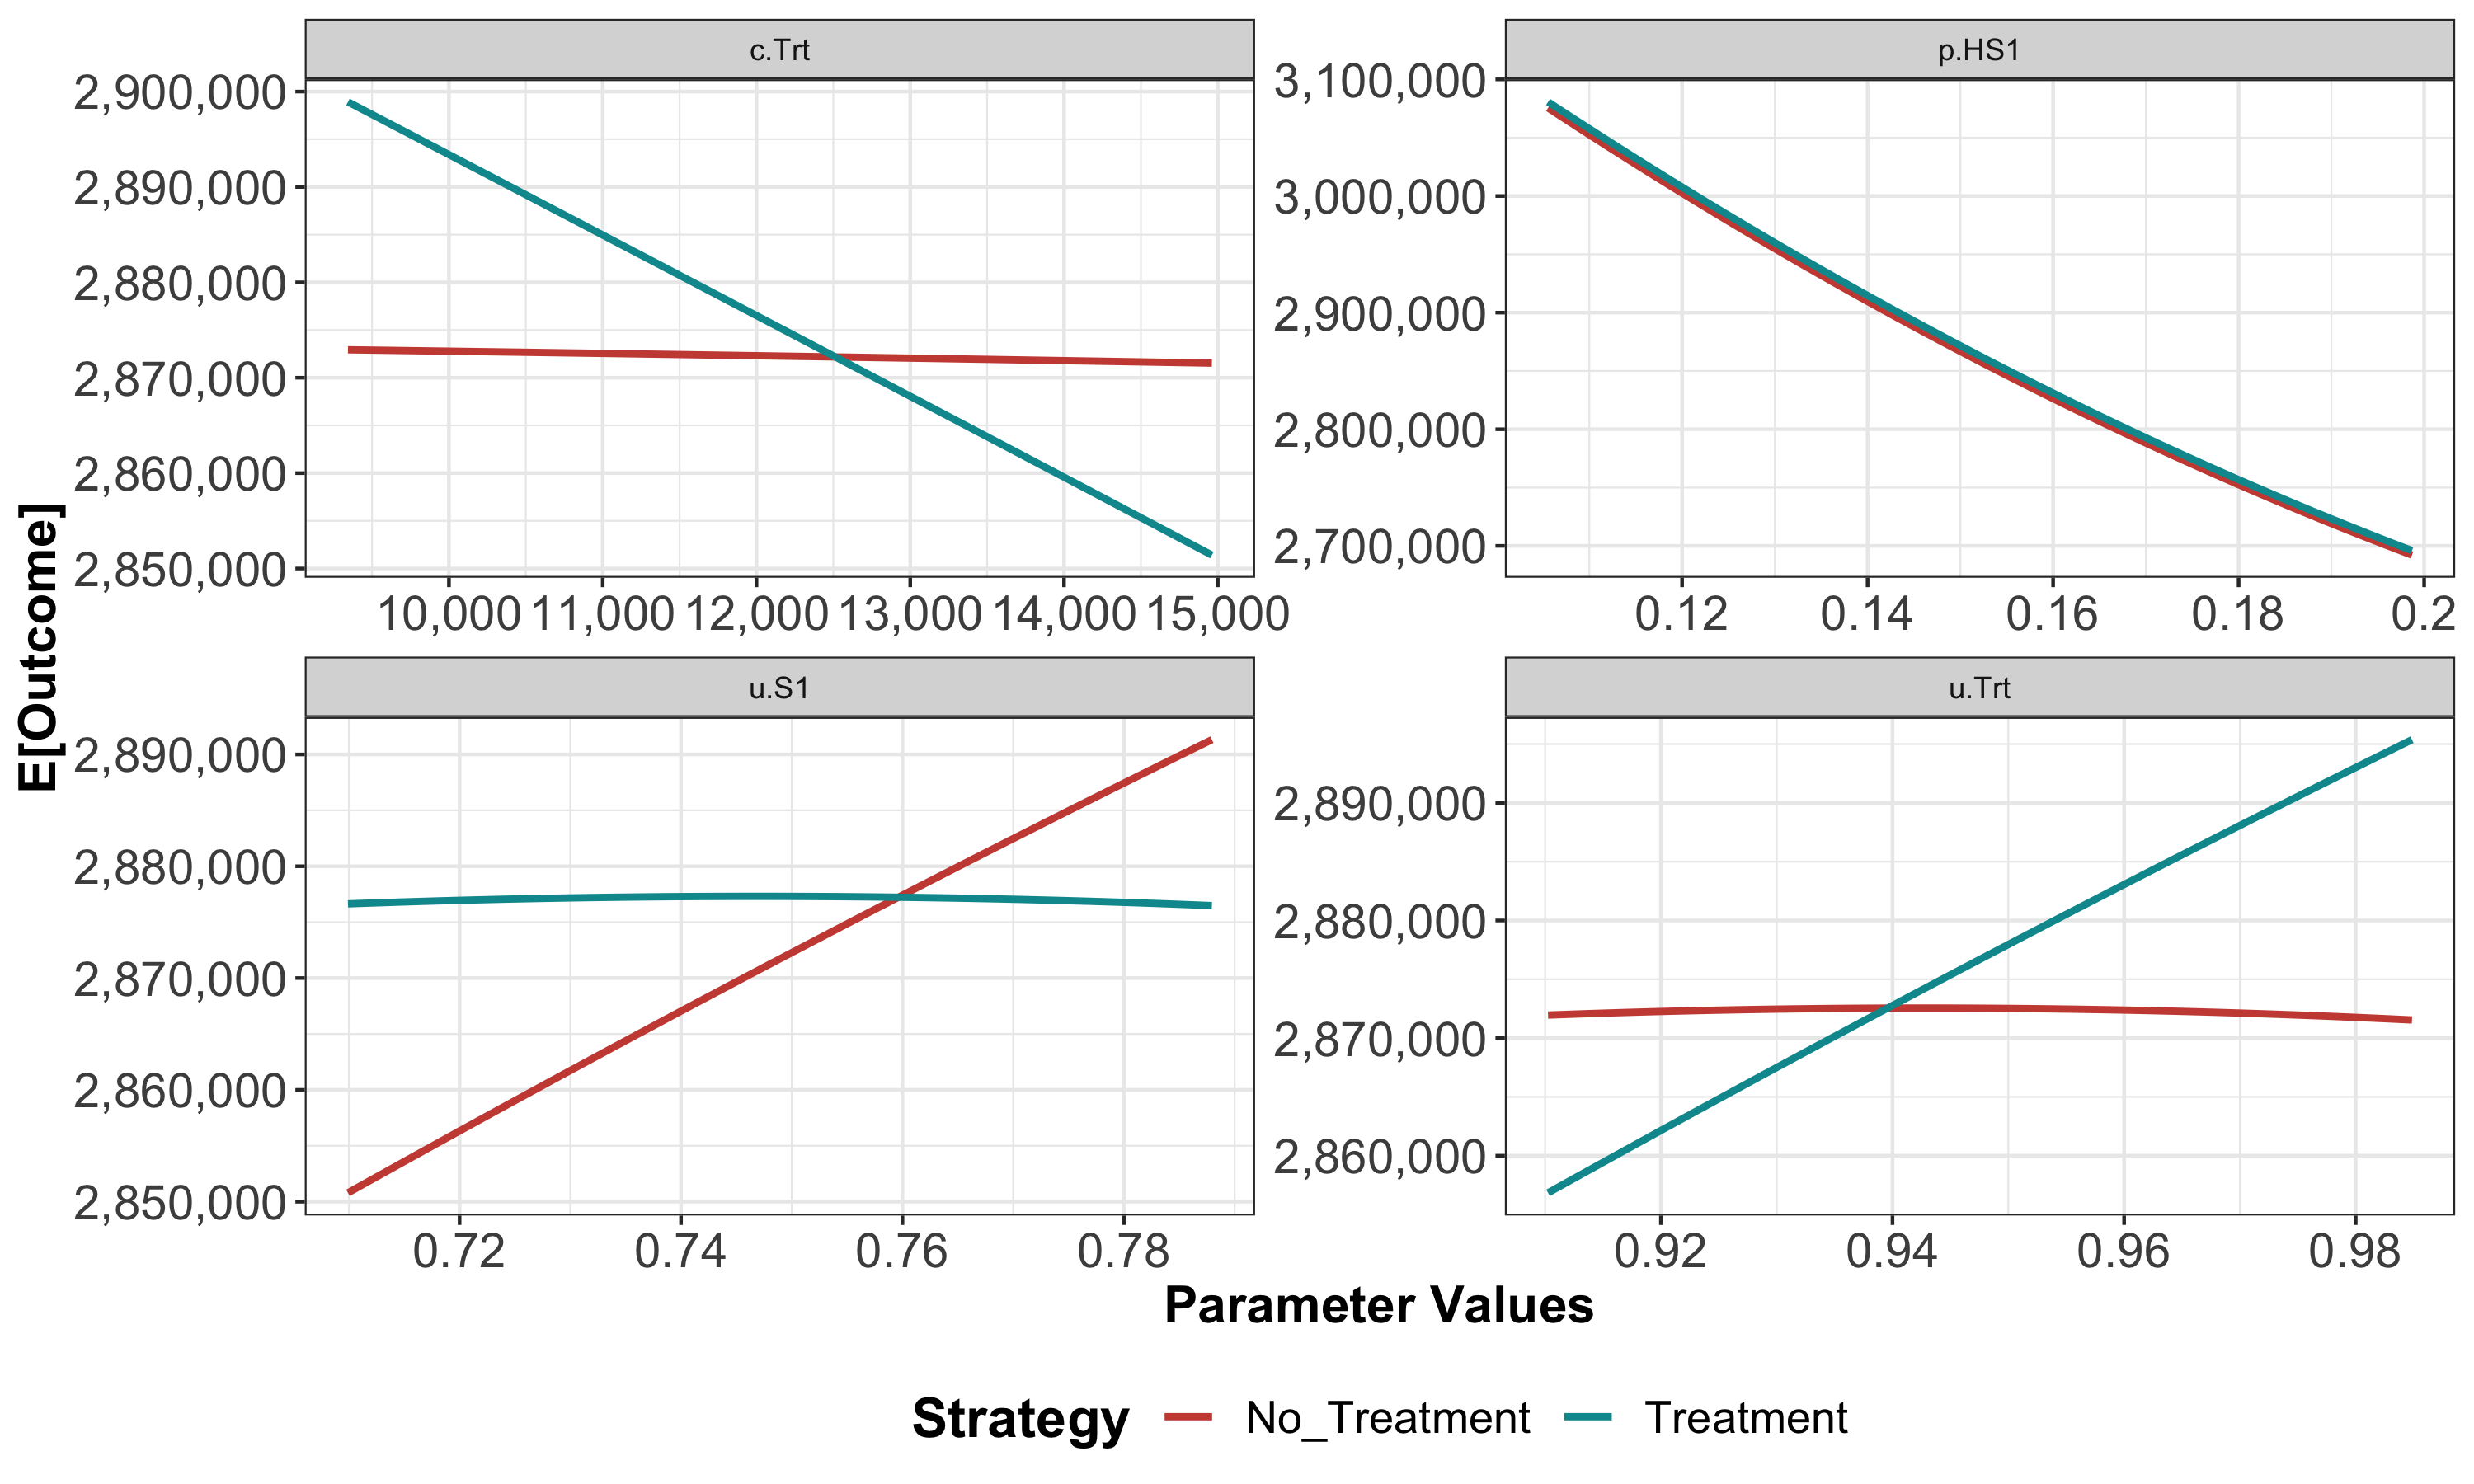 c.Trt
2,900,000
2,890,000
2,880,000
2,870,000
2,860,000
2,850,000
10,000 11,000 12,000 13,000 14,000 15,000
p.HS1
3,100,000
3,000,000
2,900,000
2,800,000
2,700,000
0.12 0.14 0.16 0.18 0.2
E[Outcome]
u.S1
2,890,000
2,880,000
2,870,000
2,860,000
2,850,000
0.72 0.74 0.76 0.78
u.Trt
2,890,000
2,880,000
2,870,000
2,860,000
0.92 0.94 0.96 0.98
Parameter Values
Strategy No_Treatment Treatment